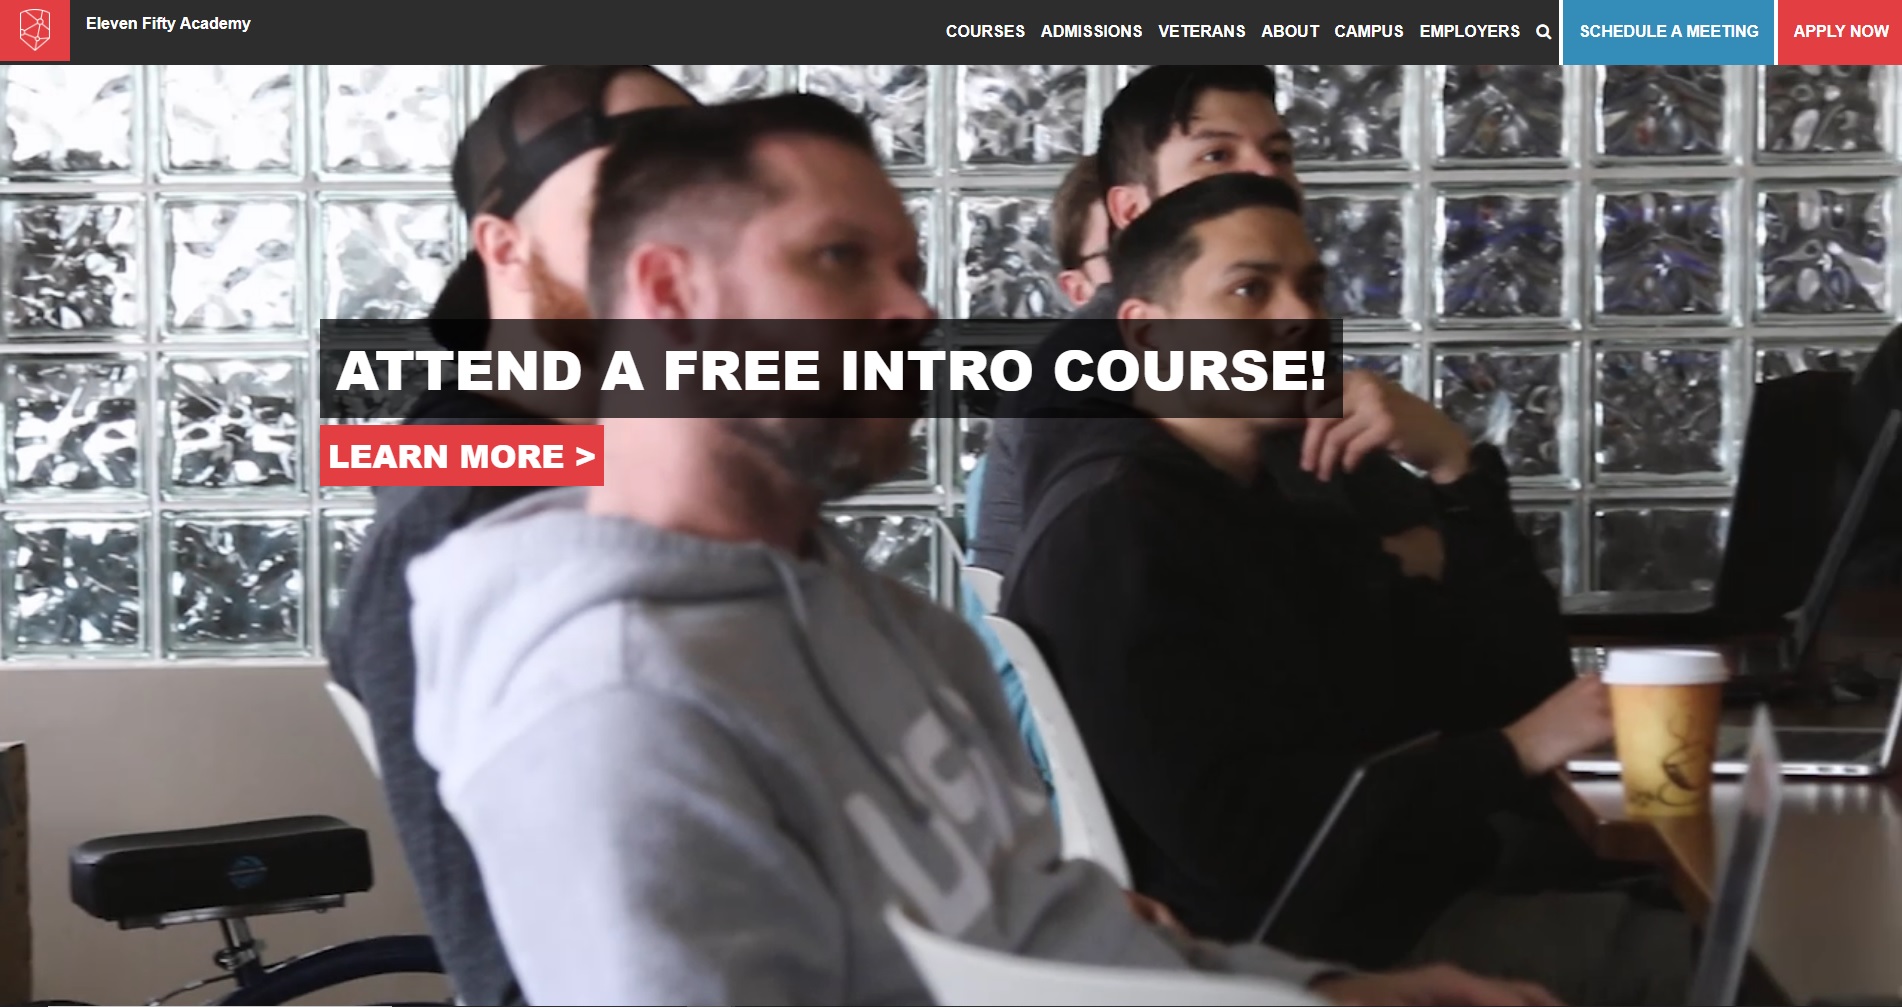 Eleven Fifty Academy
COURSES ADMISSIONS VETERANS ABOUT CAMPUS EMPLOYERS SCHEDULE A MEETING APPLY NOW
ATTEND A FREE INTRO COURSE!
LEARN MORE >